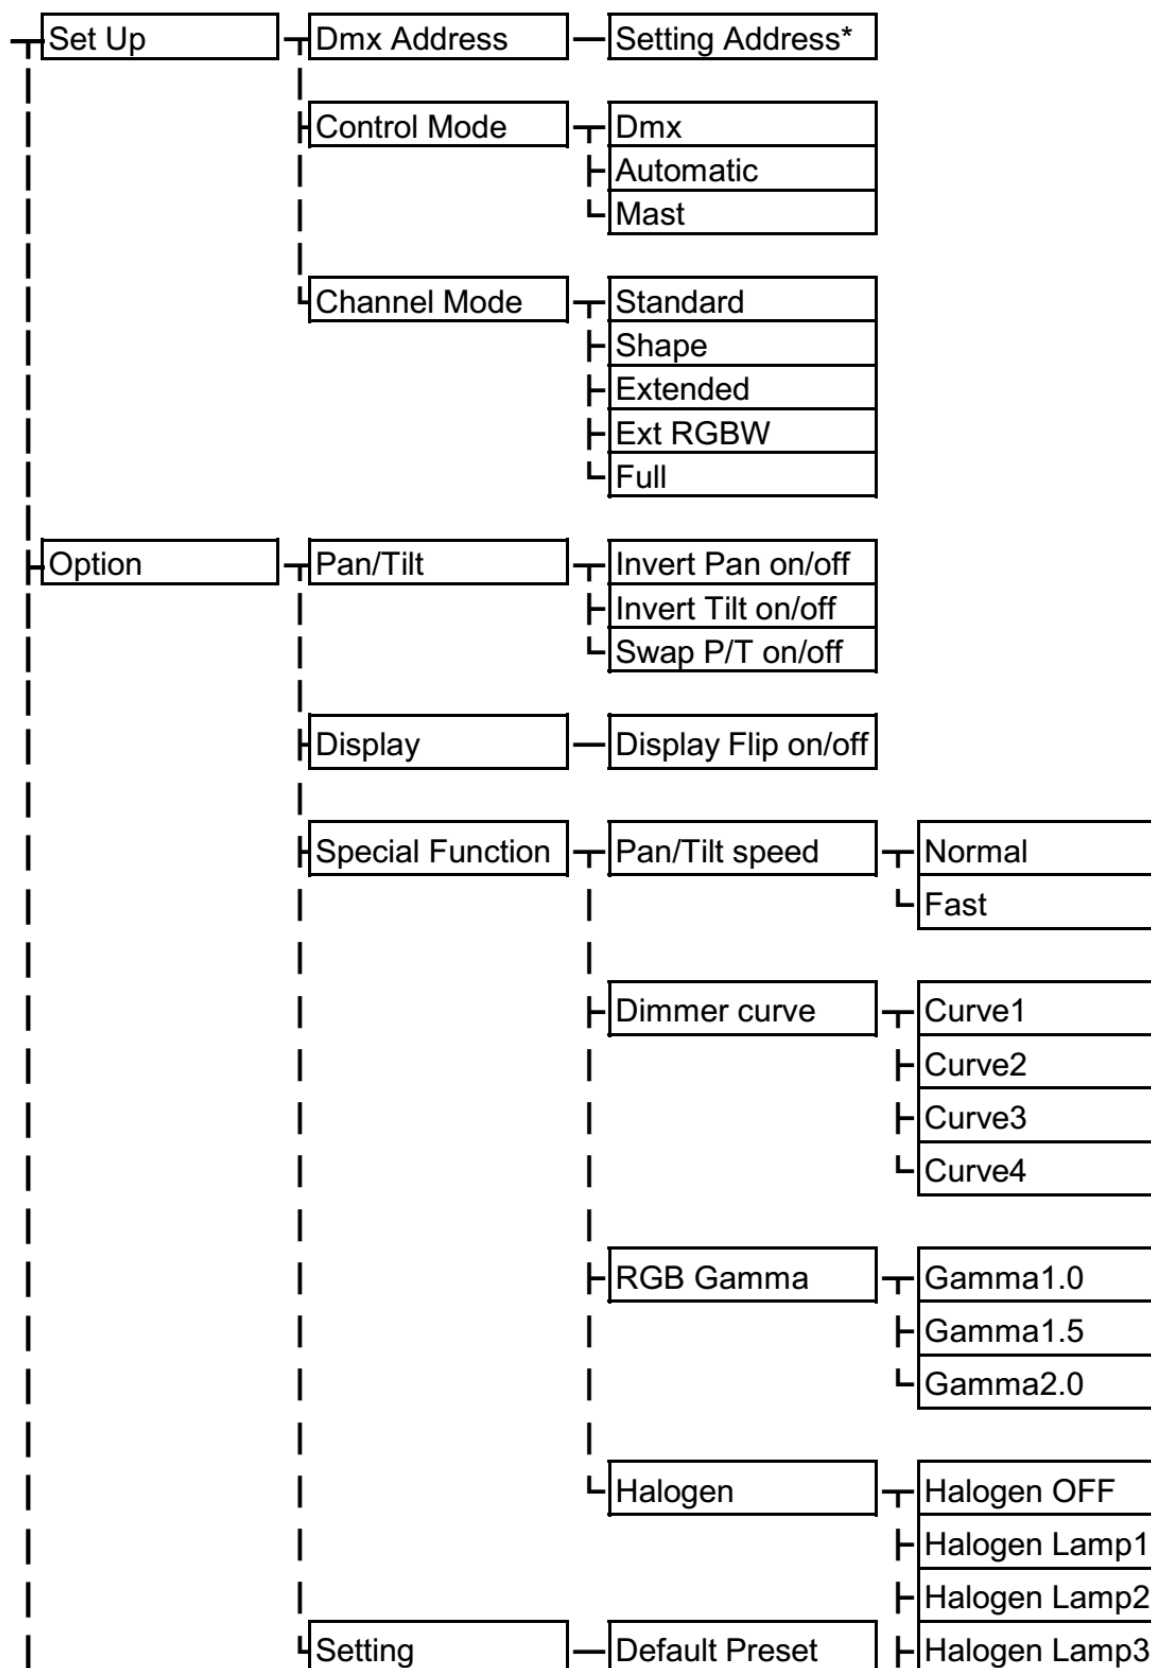 Set Up
Dmx Address
Setting Address*
Control Mode
Dmx
Automatic
Mast
Channel Mode
Standard
Shape
Extended
Ext RGBW
Full
Option
Pan/Tilt
Invert Pan on/off
Invert Tilt on/off
Swap P/T on/off
Display
Display Flip on/off
Special Function
Pan/Tilt speed
Normal
Fast
Dimmer curve
Curve1
Curve2
Curve3
Curve4
RGB Gamma
Gamma1.0
Gamma1.5
Gamma2.0
Halogen
Halogen OFF
Halogen Lamp1
Halogen Lamp2
Setting
Default Preset
Halogen Lamp3